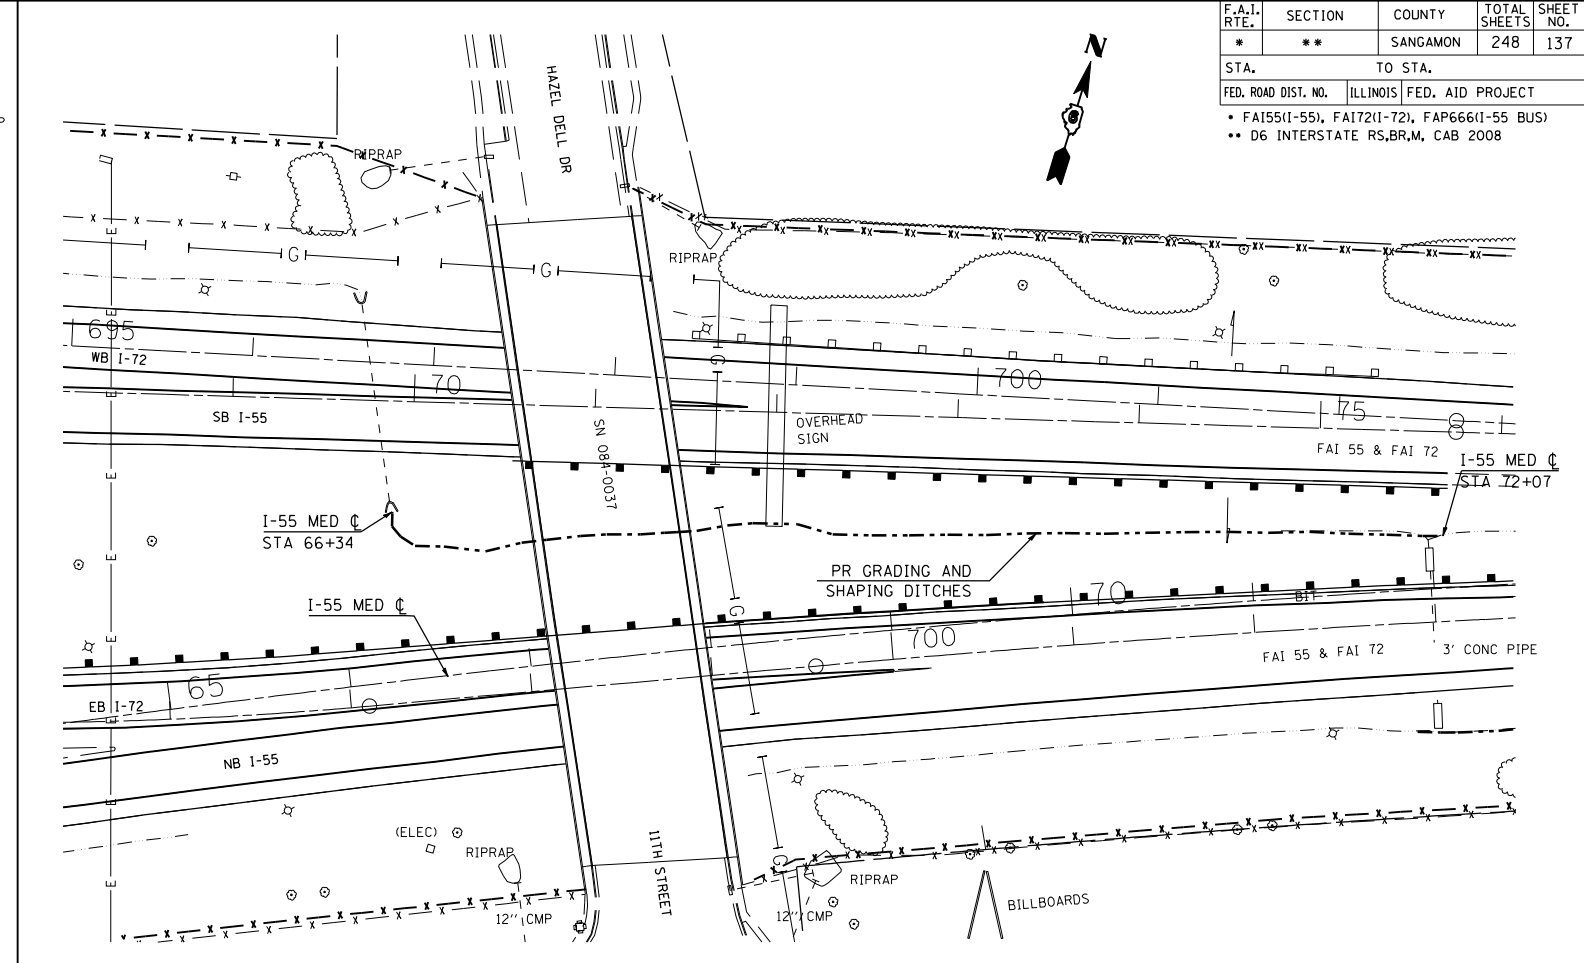 F.A.I. RTE. SECTION COUNTY TOTAL SHEETS SHEET NO.
* ** SANGAMON 248 137
STA. TO STA.
FED. ROAD DIST. NO. ILLINOIS FED. AID PROJECT
* FAI55(I-55), FAI72(I-72), FAP666(I-55 BUS)
** D6 INTERSTATE RS,BR,M, CAB 2008
N
HAZEL DELL DR
RIPRAP
RIPRAP
G
G
695
WB I-72
70
G
700
SB I-55
SN 084-0037
OVERHEAD
SIGN
75
FAI 55 & FAI 72
I-55 MED ℄
STA 72+07
I-55 MED ℄
STA 66+34
PR GRADING AND
SHAPING DITCHES
I-55 MED ℄
G
70
BIT
700
FAI 55 & FAI 72
3' CONC PIPE
65
EB I-72
NB I-55
(ELEC)
RIPRAP
11TH STREET
G
RIPRAP
12'' CMP
12'' CMP
BILLBOARDS
E
E
E
E
E
E
E
E
E